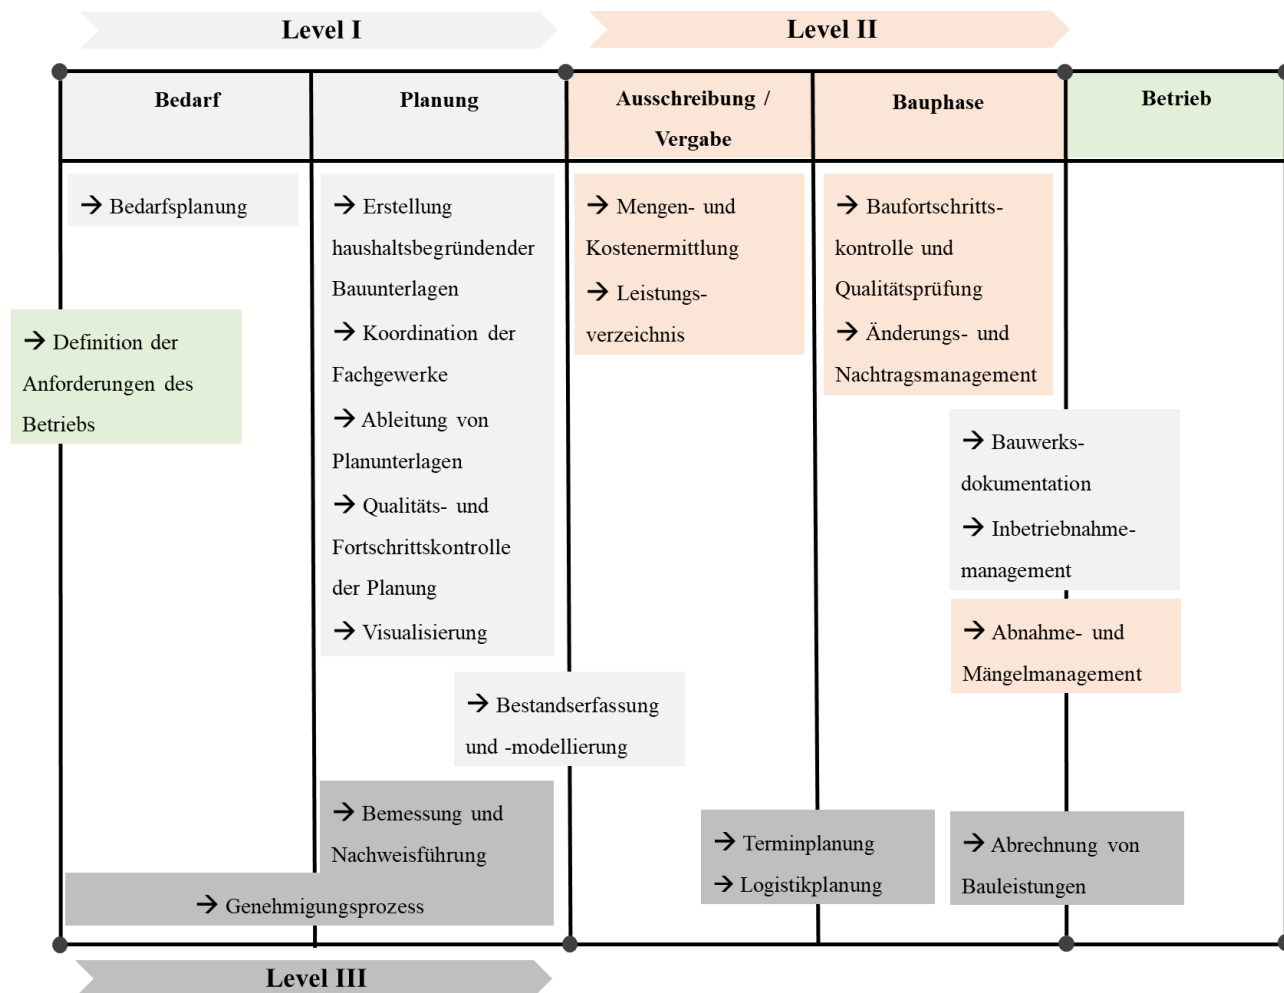 Level I
Level II
Bedarf
Planung
Ausschreibung /
Vergabe
Bauphase
Betrieb
→ Bedarfsplanung
→ Definition der
Anforderungen des
Betriebs
→ Erstellung
haushaltsbegründender
Bauunterlagen
→ Koordination der
Fachgewerke
→ Ableitung von
Planunterlagen
→ Qualitäts- und
Fortschrittskontrolle
der Planung
→ Visualisierung
→ Mengen- und
Kostenermittlung
→ Leistungs-
verzeichnis
→ Baufortschritts-
kontrolle und
Qualitätsprüfung
→ Änderungs- und
Nachtragsmanagement
→ Bauwerks-
dokumentation
→ Inbetriebnahme-
management
→ Abnahme- und
Mängelmanagement
→ Bestandserfassung
und -modellierung
→ Bemessung und
Nachweisführung
→ Genehmigungsprozess
→ Terminplanung
→ Logistikplanung
→ Abrechnung von
Bauleistungen
Level III